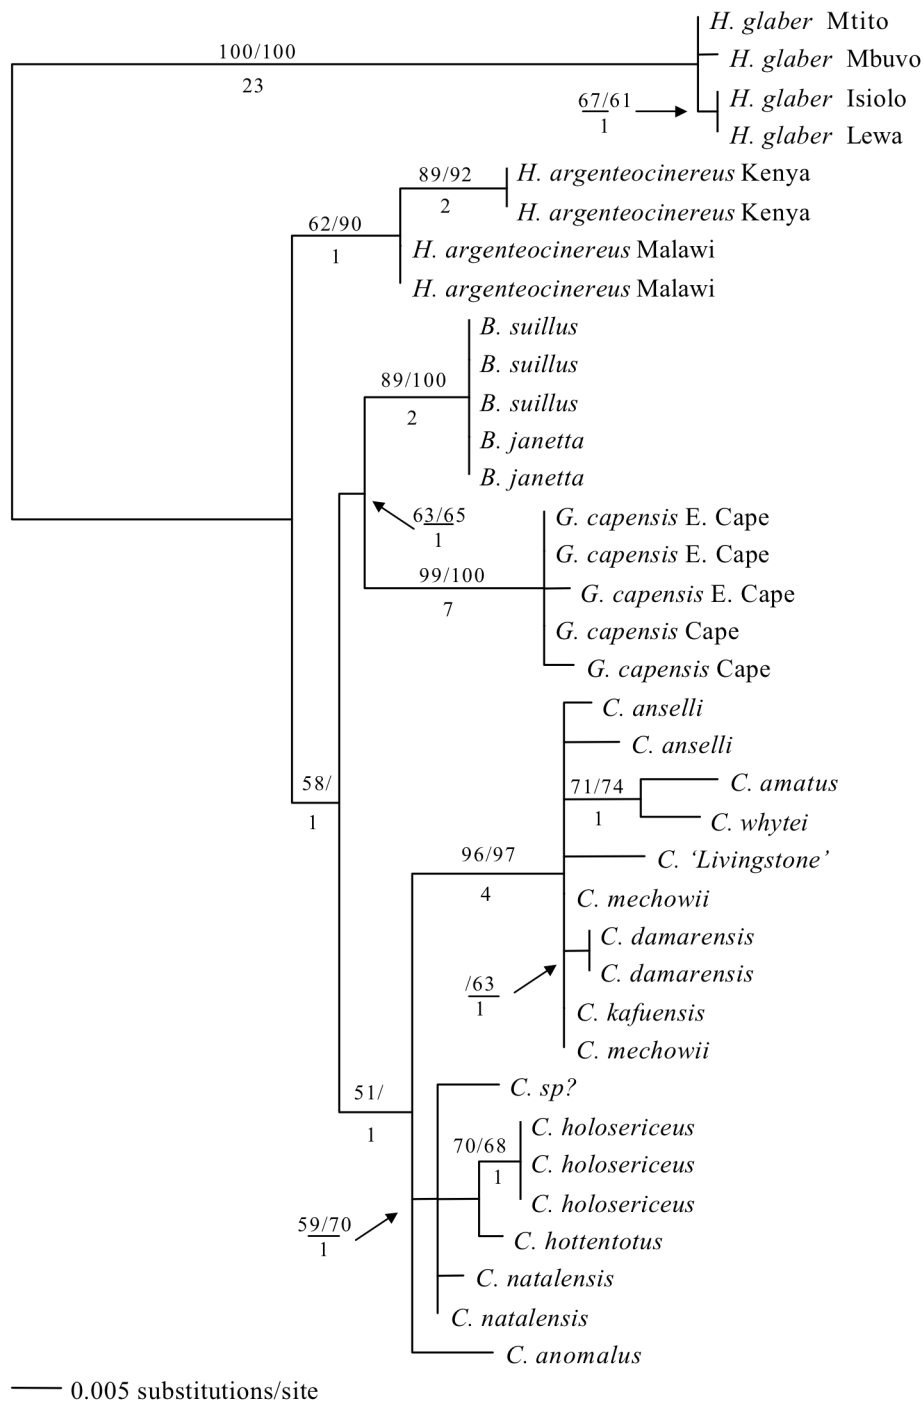 H. glaber Mtito
100/100
H. glaber Mbuvo
23
67/61
H. glaber Isiolo
1
H. glaber Lewa
89/92
H. argenteocinereus Kenya
2
H. argenteocinereus Kenya
62/90
H. argenteocinereus Malawi
1
H. argenteocinereus Malawi
B. suillus
B. suillus
89/100
B. suillus
2
B. janetta
B. janetta
63/65
G. capensis E. Cape
1
G. capensis E. Cape
99/100
G. capensis E. Cape
7
G. capensis Cape
G. capensis Cape
C. anselli
C. anselli
58/
71/74
C. amatus
1
1
C. whytei
96/97
C. ‘Livingstone’
4
C. mechowii
C. damarensis
C. damarensis
/63
1
C. kafuensis
C. mechowii
51/
C. sp?
1
C. holosericeus
70/68
C. holosericeus
1
C. holosericeus
59/70
C. hottentotus
1
C. natalensis
C. natalensis
C. anomalus
0.005 substitutions/site